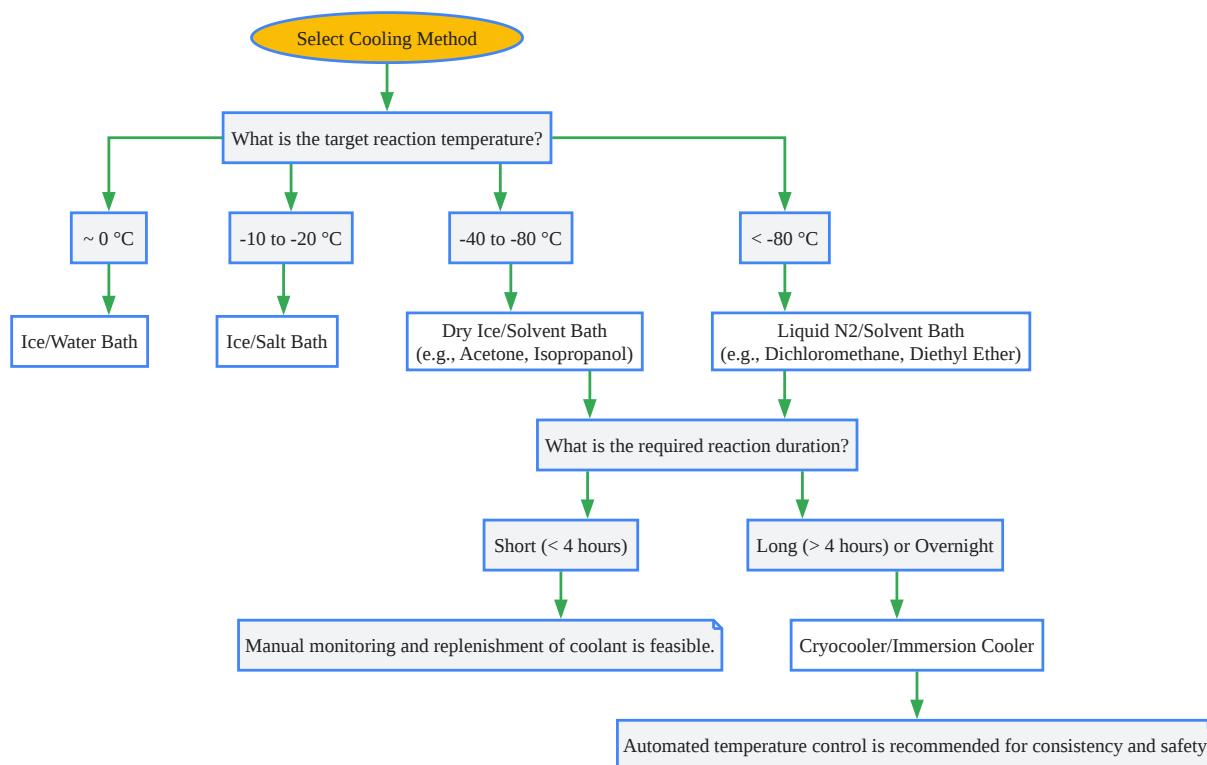 Select Cooling Method
What is the target reaction temperature?
~ 0 °C
-10 to -20 °C
-40 to -80 °C
< -80 °C
Ice/Water Bath
Ice/Salt Bath
Dry Ice/Solvent Bath
(e.g., Acetone, Isopropanol)
Liquid N2/Solvent Bath
(e.g., Dichloromethane, Diethyl Ether)
What is the required reaction duration?
Short (< 4 hours)
Long (> 4 hours) or Overnight
Manual monitoring and replenishment of coolant is feasible.
Cryocooler/Immersion Cooler
Automated temperature control is recommended for consistency and safety